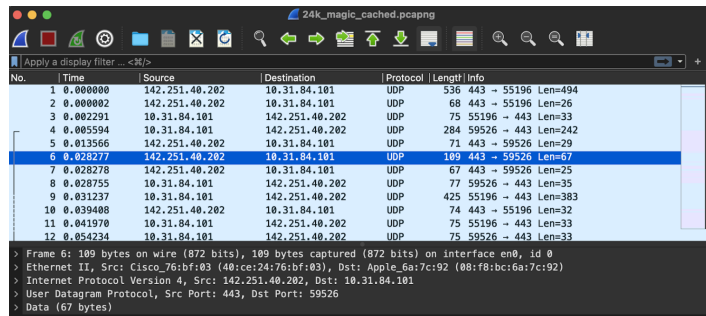 24k_magic_cached.pcapng
Apply a display filter ... <⌘/>
No. Time Source Destination Protocol Length Info
1 0.000000 142.251.40.202 10.31.84.101 UDP 536 443 → 55196 Len=494
2 0.000002 142.251.40.202 10.31.84.101 UDP 68 443 → 55196 Len=26
3 0.002291 10.31.84.101 142.251.40.202 UDP 75 55196 → 443 Len=33
4 0.005594 10.31.84.101 142.251.40.202 UDP 284 59526 → 443 Len=242
5 0.013566 142.251.40.202 10.31.84.101 UDP 71 443 → 59526 Len=29
6 0.028277 142.251.40.202 10.31.84.101 UDP 109 443 → 59526 Len=67
7 0.028278 142.251.40.202 10.31.84.101 UDP 67 443 → 59526 Len=25
8 0.028755 10.31.84.101 142.251.40.202 UDP 77 59526 → 443 Len=35
9 0.031237 10.31.84.101 142.251.40.202 UDP 425 55196 → 443 Len=383
10 0.039408 142.251.40.202 10.31.84.101 UDP 74 443 → 55196 Len=32
11 0.041970 10.31.84.101 142.251.40.202 UDP 75 55196 → 443 Len=33
12 0.054234 10.31.84.101 142.251.40.202 UDP 75 59526 → 443 Len=33
> Frame 6: 109 bytes on wire (872 bits), 109 bytes captured (872 bits) on interface en0, id 0
> Ethernet II, Src: Cisco_76:bf:03 (40:ce:24:76:bf:03), Dst: Apple_6a:7c:92 (08:f8:bc:6a:7c:92)
> Internet Protocol Version 4, Src: 142.251.40.202, Dst: 10.31.84.101
> User Datagram Protocol, Src Port: 443, Dst Port: 59526
> Data (67 bytes)